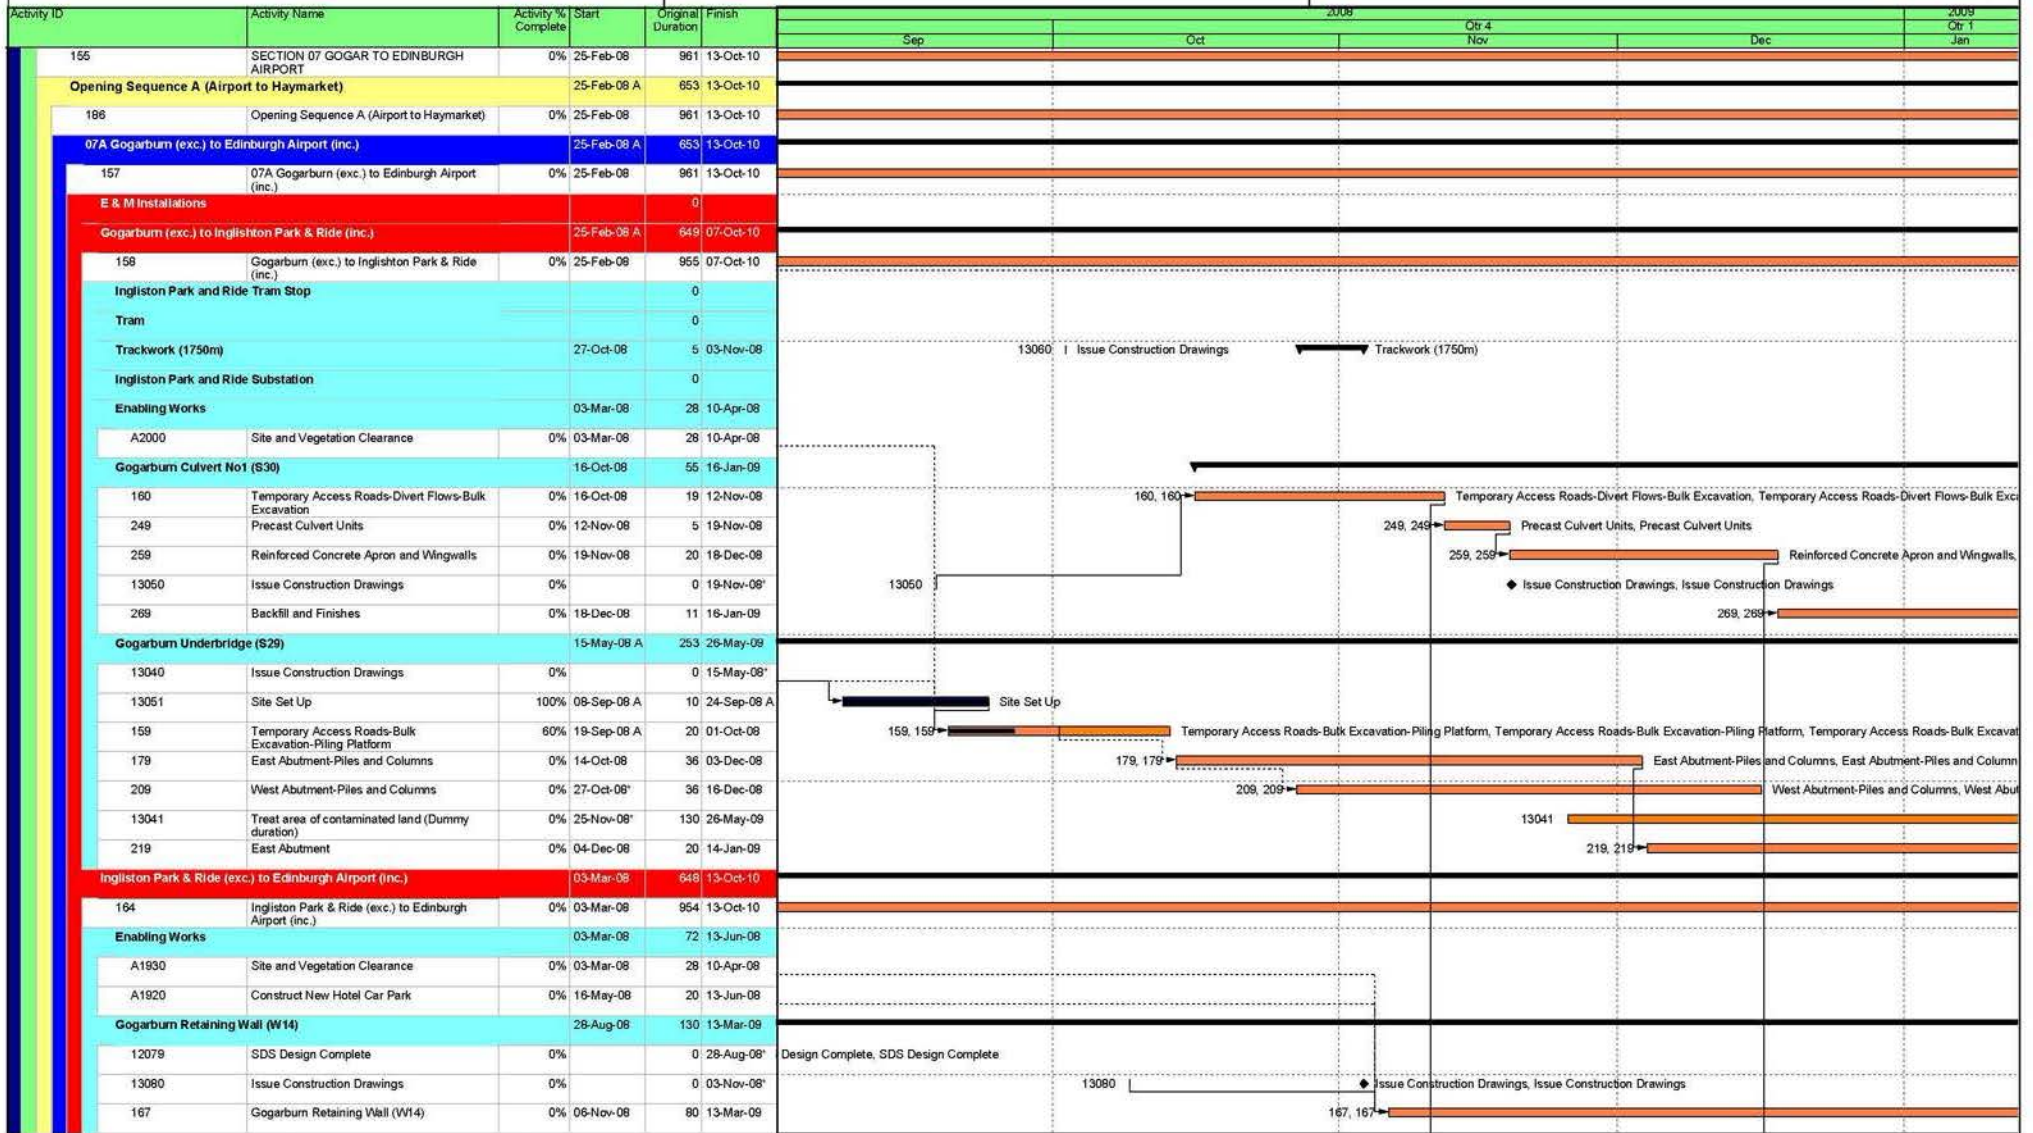 Activity ID Activity Name Activity % Complete Start Original Duration Finish 2008 2009
Qtr 4 Qtr 1
Sep Oct Nov Dec Jan
155 SECTION 07 GOGAR TO EDINBURGH AIRPORT 0% 25-Feb-08 961 13-Oct-10
Opening Sequence A (Airport to Haymarket) 25-Feb-08 A 653 13-Oct-10
186 Opening Sequence A (Airport to Haymarket) 0% 25-Feb-08 961 13-Oct-10
07A Gogarburn (exc.) to Edinburgh Airport (inc.) 25-Feb-08 A 653 13-Oct-10
157 07A Gogarburn (exc.) to Edinburgh Airport (inc.) 0% 25-Feb-08 961 13-Oct-10
E & M Installations 0
Gogarburn (exc.) to Inglishton Park & Ride (inc.) 25-Feb-08 A 649 07-Oct-10
158 Gogarburn (exc.) to Inglishton Park & Ride (inc.) 0% 25-Feb-08 955 07-Oct-10
Ingliston Park and Ride Tram Stop 0
Tram 0
Trackwork (1750m) 27-Oct-08 5 03-Nov-08 13060 Issue Construction Drawings Trackwork (1750m)
Ingliston Park and Ride Substation 0
Enabling Works 03-Mar-08 28 10-Apr-08
A2000 Site and Vegetation Clearance 0% 03-Mar-08 28 10-Apr-08
Gogarburn Culvert No1 (S30) 16-Oct-08 55 16-Jan-09
160 Temporary Access Roads-Divert Flows-Bulk Excavation 0% 16-Oct-08 19 12-Nov-08 160, 160 Temporary Access Roads-Divert Flows-Bulk Excavation, Temporary Access Roads-Divert Flows-Bulk Exc
249 Precast Culvert Units 0% 12-Nov-08 5 19-Nov-08 249, 249 Precast Culvert Units, Precast Culvert Units
259 Reinforced Concrete Apron and Wingwalls 0% 19-Nov-08 20 18-Dec-08 259, 259 Reinforced Concrete Apron and Wingwalls,
13050 Issue Construction Drawings 0% 0 19-Nov-08* 13050 Issue Construction Drawings, Issue Construction Drawings
269 Backfill and Finishes 0% 18-Dec-08 11 16-Jan-09 269, 269
Gogarburn Underbridge (S29) 15-May-08 A 253 26-May-09
13040 Issue Construction Drawings 0% 0 15-May-08*
13051 Site Set Up 100% 08-Sep-08 A 10 24-Sep-08 A Site Set Up
159 Temporary Access Roads-Bulk Excavation-Piling Platform 60% 19-Sep-08 A 20 01-Oct-08 159, 159 Temporary Access Roads-Bulk Excavation-Piling Platform, Temporary Access Roads-Bulk Excavation-Piling Platform, Temporary Access Roads-Bulk Excavat
179 East Abutment-Piles and Columns 0% 14-Oct-08 36 03-Dec-08 179, 179 East Abutment-Piles and Columns, East Abutment-Piles and Column
209 West Abutment-Piles and Columns 0% 27-Oct-08* 36 16-Dec-08 209, 209 West Abutment-Piles and Columns, West Abut
13041 Treat area of contaminated land (Dummy duration) 0% 25-Nov-08* 130 26-May-09 13041
219 East Abutment 0% 04-Dec-08 20 14-Jan-09 219, 219
Ingliston Park & Ride (exc.) to Edinburgh Airport (inc.) 03-Mar-08 648 13-Oct-10
164 Ingliston Park & Ride (exc.) to Edinburgh Airport (inc.) 0% 03-Mar-08 954 13-Oct-10
Enabling Works 03-Mar-08 72 13-Jun-08
A1930 Site and Vegetation Clearance 0% 03-Mar-08 28 10-Apr-08
A1920 Construct New Hotel Car Park 0% 16-May-08 20 13-Jun-08
Gogarburn Retaining Wall (W14) 28-Aug-08 130 13-Mar-09
12079 SDS Design Complete 0% 0 28-Aug-08* Design Complete, SDS Design Complete
13080 Issue Construction Drawings 0% 0 03-Nov-08* 13080 Issue Construction Drawings, Issue Construction Drawings
167 Gogarburn Retaining Wall (W14) 0% 06-Nov-08 80 13-Mar-09 167, 167